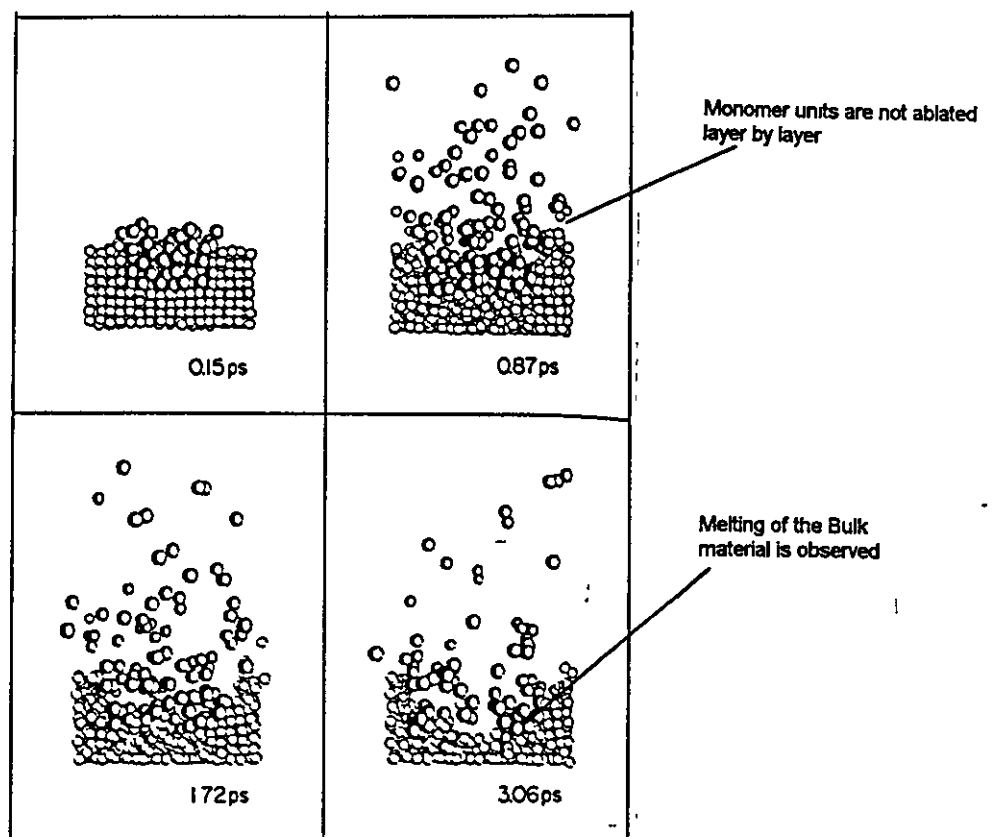 Monomer units are not ablated
layer by layer
0.15ps
0.87ps
Melting of the Bulk
material is observed
1.72ps
3.06ps